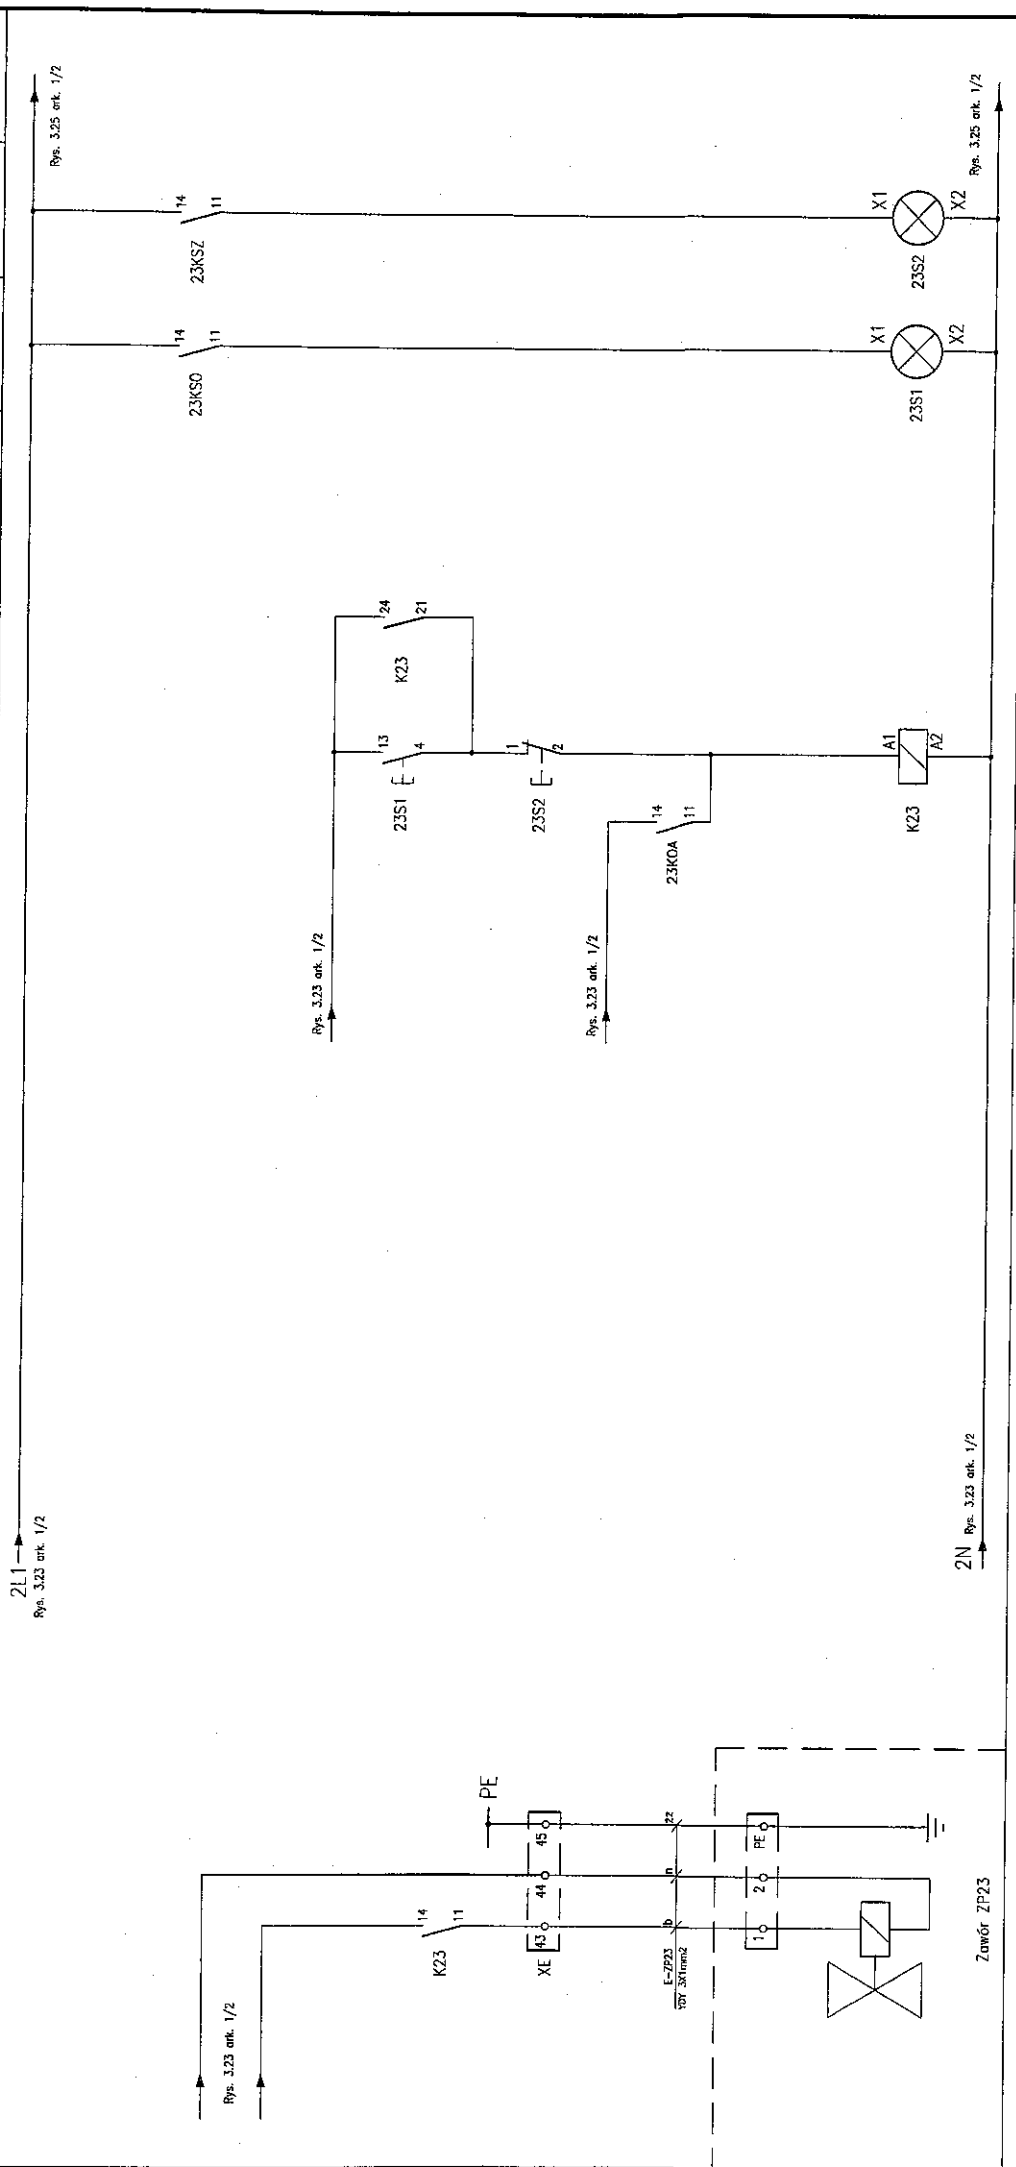 2L1
Rys. 3.23 ark. 1/2
Rys. 3.25 ark. 1/2
14
11
23KSZ
X1
X2
23S2
Rys. 3.25 ark. 1/2
14
11
23KSO
X1
X2
23S1
24
21
K23
13
4
23S1
1
2
23S2
14
11
23KOA
A1
A2
K23
Rys. 3.23 ark. 1/2
Rys. 3.23 ark. 1/2
2N
Rys. 3.23 ark. 1/2
Rys. 3.23 ark. 1/2
14
11
K23
PE
43
44
45
XE
b
n
zż
E-ZP23
YDY 3X1mm2
1
2
PE
Zawór ZP23